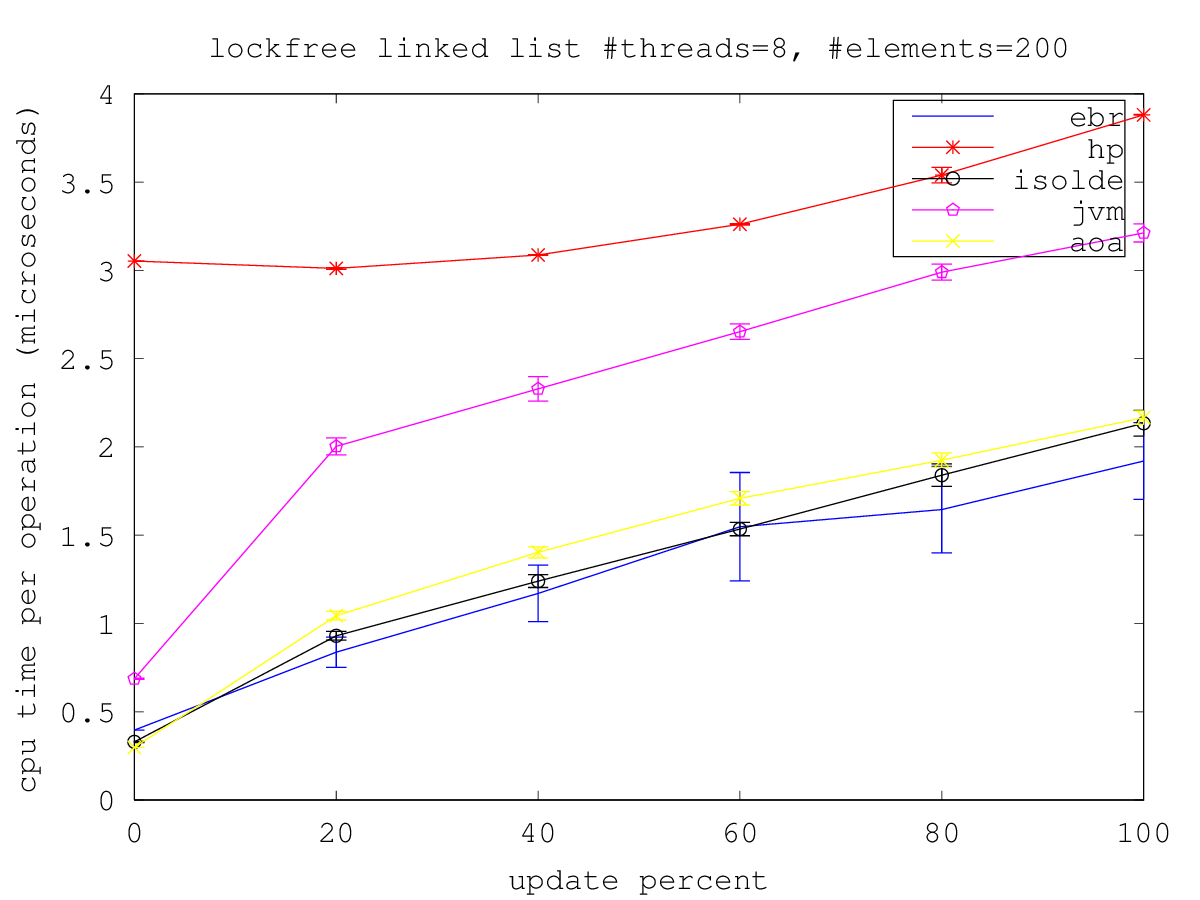 lockfree linked list #threads=8, #elements=200
cpu time per operation (microseconds)
4
3.5
3
2.5
2
1.5
1
0.5
0
ebr
hp
isolde
jvm
aoa
0 20 40 60 80 100
update percent